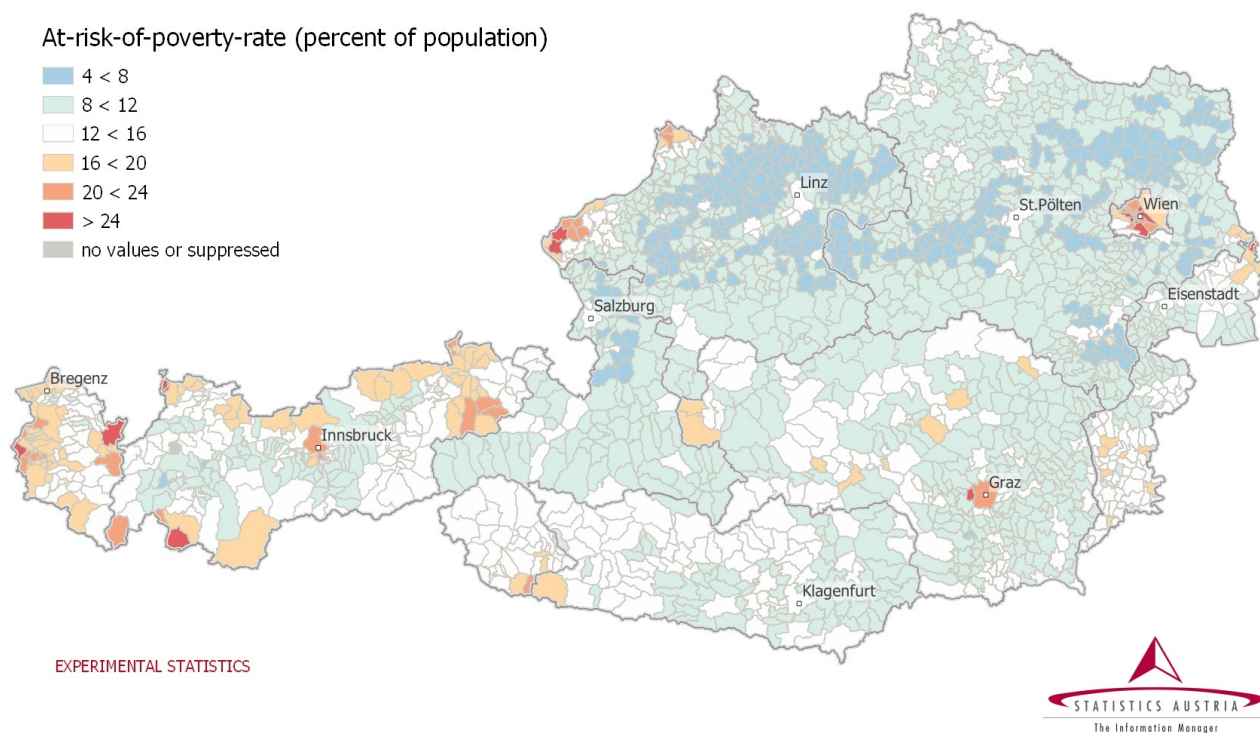 At-risk-of-poverty-rate (percent of population)
4 < 8
8 < 12
12 < 16
16 < 20
20 < 24
> 24
no values or suppressed
Linz
St.Pölten
Wien
Eisenstadt
Salzburg
Bregenz
Innsbruck
Graz
Klagenfurt
EXPERIMENTAL STATISTICS
STATISTICS AUSTRIA
The Information Manager